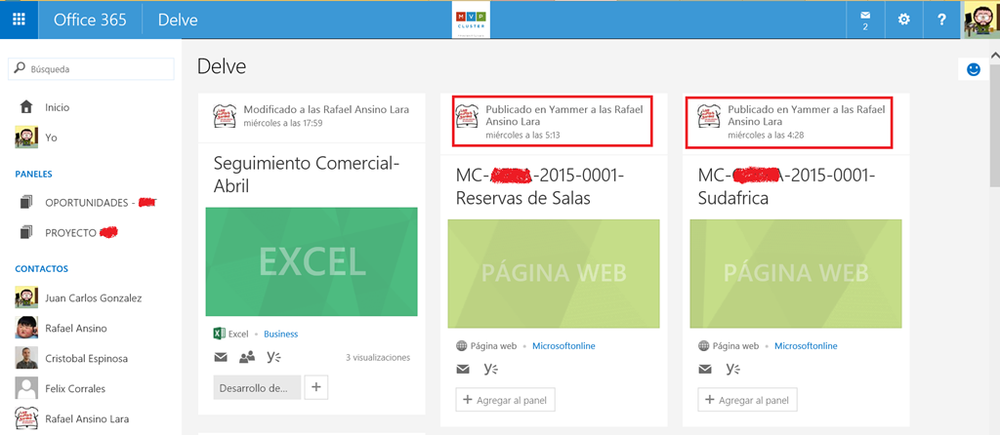 Office 365
Delve
MVP
CLUSTER
2
?
Búsqueda
Inicio
Yo
PANELES
OPORTUNIDADES -
PROYECTO
CONTACTOS
Juan Carlos Gonzalez
Rafael Ansino
Cristobal Espinosa
Felix Corrales
Rafael Ansino Lara
Delve
Modificado a las Rafael Ansino Lara
miércoles a las 17:59
Seguimiento Comercial-
Abril
EXCEL
Excel • Business
3 visualizaciones
Desarrollo de...
+
Publicado en Yammer a las Rafael
Ansino Lara
miércoles a las 5:13
MC- -2015-0001-
Reservas de Salas
PÁGINA WEB
Página web • Microsoftonline
+ Agregar al panel
Publicado en Yammer a las Rafael
Ansino Lara
miércoles a las 4:28
MC- -2015-0001-
Sudafrica
PÁGINA WEB
Página web • Microsoftonline
+ Agregar al panel